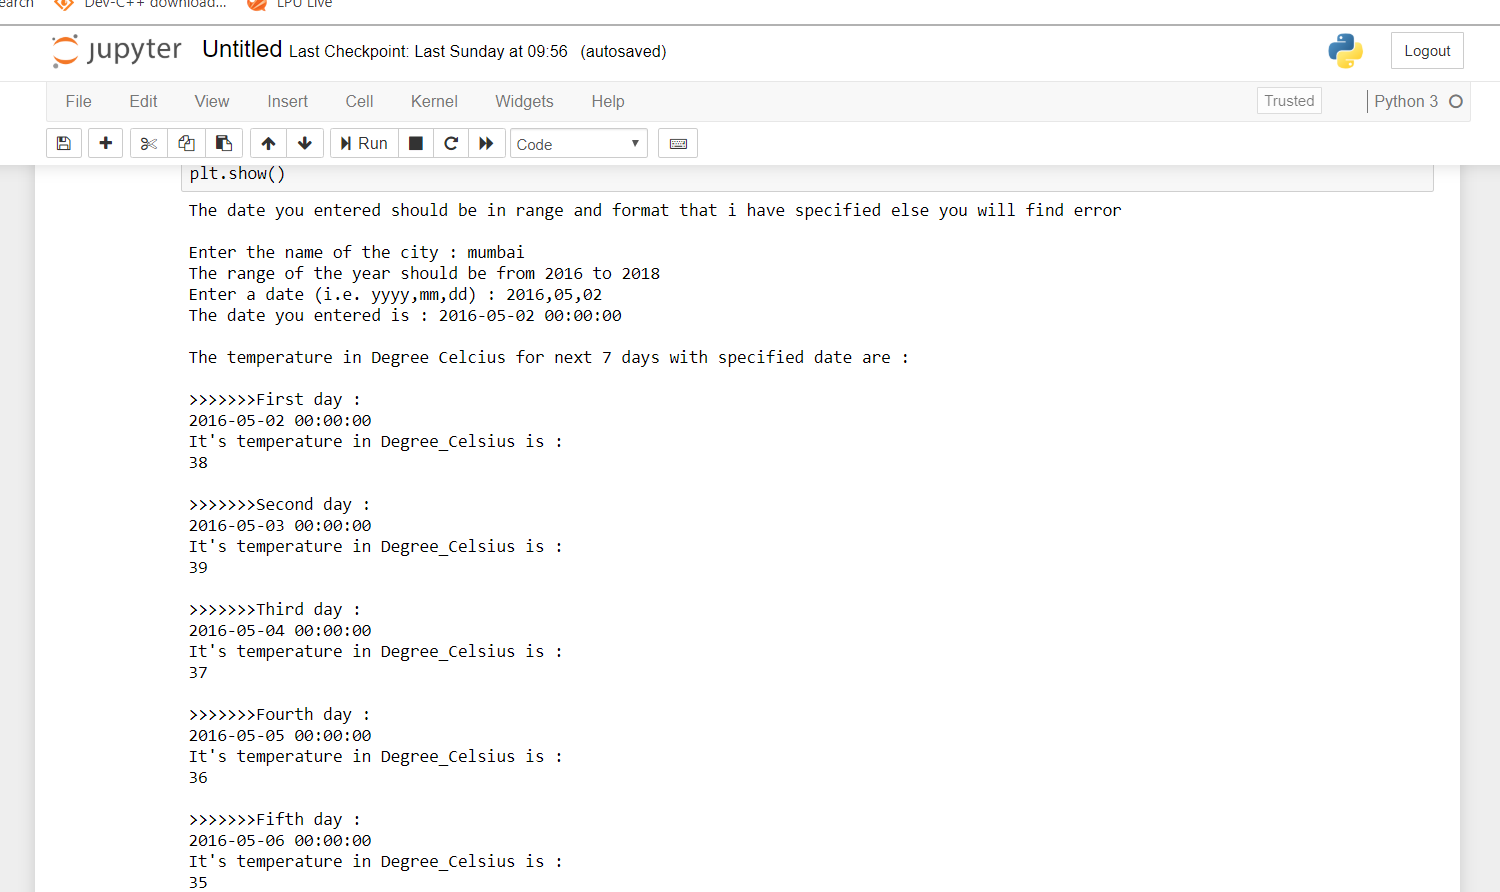 earch Dev-C++ download... LPU Live
jupyter Untitled Last Checkpoint: Last Sunday at 09:56 (autosaved) Logout
File Edit View Insert Cell Kernel Widgets Help Trusted Python 3
Run Code
plt.show()
The date you entered should be in range and format that i have specified else you will find error
Enter the name of the city : mumbai
The range of the year should be from 2016 to 2018
Enter a date (i.e. yyyy,mm,dd) : 2016,05,02
The date you entered is : 2016-05-02 00:00:00
The temperature in Degree Celcius for next 7 days with specified date are :
>>>>>>>First day :
2016-05-02 00:00:00
It's temperature in Degree_Celsius is :
38
>>>>>>>Second day :
2016-05-03 00:00:00
It's temperature in Degree_Celsius is :
39
>>>>>>>Third day :
2016-05-04 00:00:00
It's temperature in Degree_Celsius is :
37
>>>>>>>Fourth day :
2016-05-05 00:00:00
It's temperature in Degree_Celsius is :
36
>>>>>>>Fifth day :
2016-05-06 00:00:00
It's temperature in Degree_Celsius is :
35